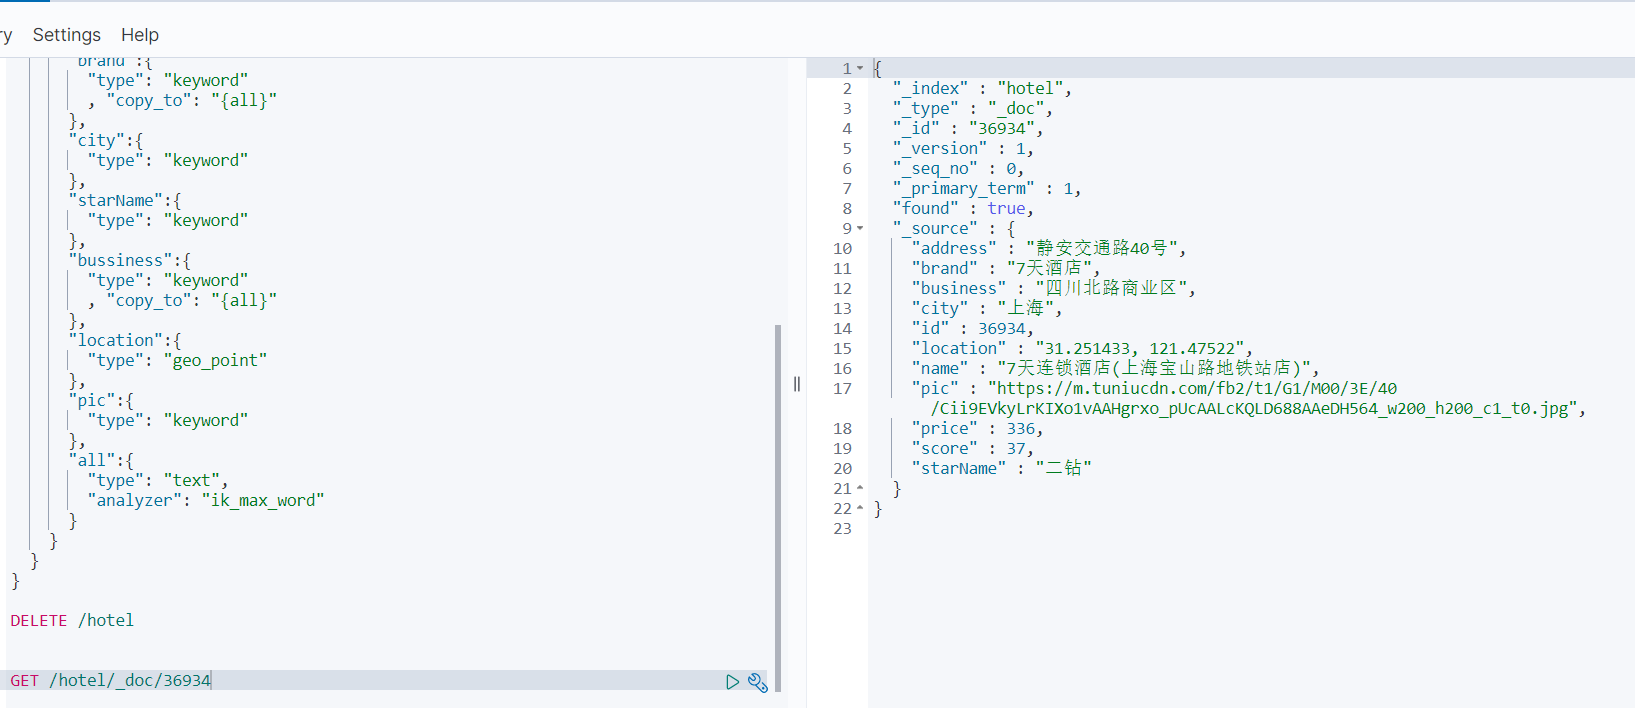 ry Settings Help
"brand":{
"type": "keyword"
, "copy_to": "{all}"
},
"city":{
"type": "keyword"
},
"starName":{
"type": "keyword"
},
"bussiness":{
"type": "keyword"
, "copy_to": "{all}"
},
"location":{
"type": "geo_point"
},
"pic":{
"type": "keyword"
},
"all":{
"type": "text",
"analyzer": "ik_max_word"
}
}
}
}
DELETE /hotel
GET /hotel/_doc/36934
1 {
2 "_index" : "hotel",
3 "_type" : "_doc",
4 "_id" : "36934",
5 "_version" : 1,
6 "_seq_no" : 0,
7 "_primary_term" : 1,
8 "found" : true,
9 "_source" : {
10 "address" : "静安交通路40号",
11 "brand" : "7天酒店",
12 "business" : "四川北路商业区",
13 "city" : "上海",
14 "id" : 36934,
15 "location" : "31.251433, 121.47522",
16 "name" : "7天连锁酒店(上海宝山路地铁站店)",
17 "pic" : "https://m.tuniucdn.com/fb2/t1/G1/M00/3E/40
/Cii9EVkyLrKIXo1vAAHgrxo_pUcAALcKQLD688AAeDH564_w200_h200_c1_t0.jpg",
18 "price" : 336,
19 "score" : 37,
20 "starName" : "二钻"
21 }
22 }
23